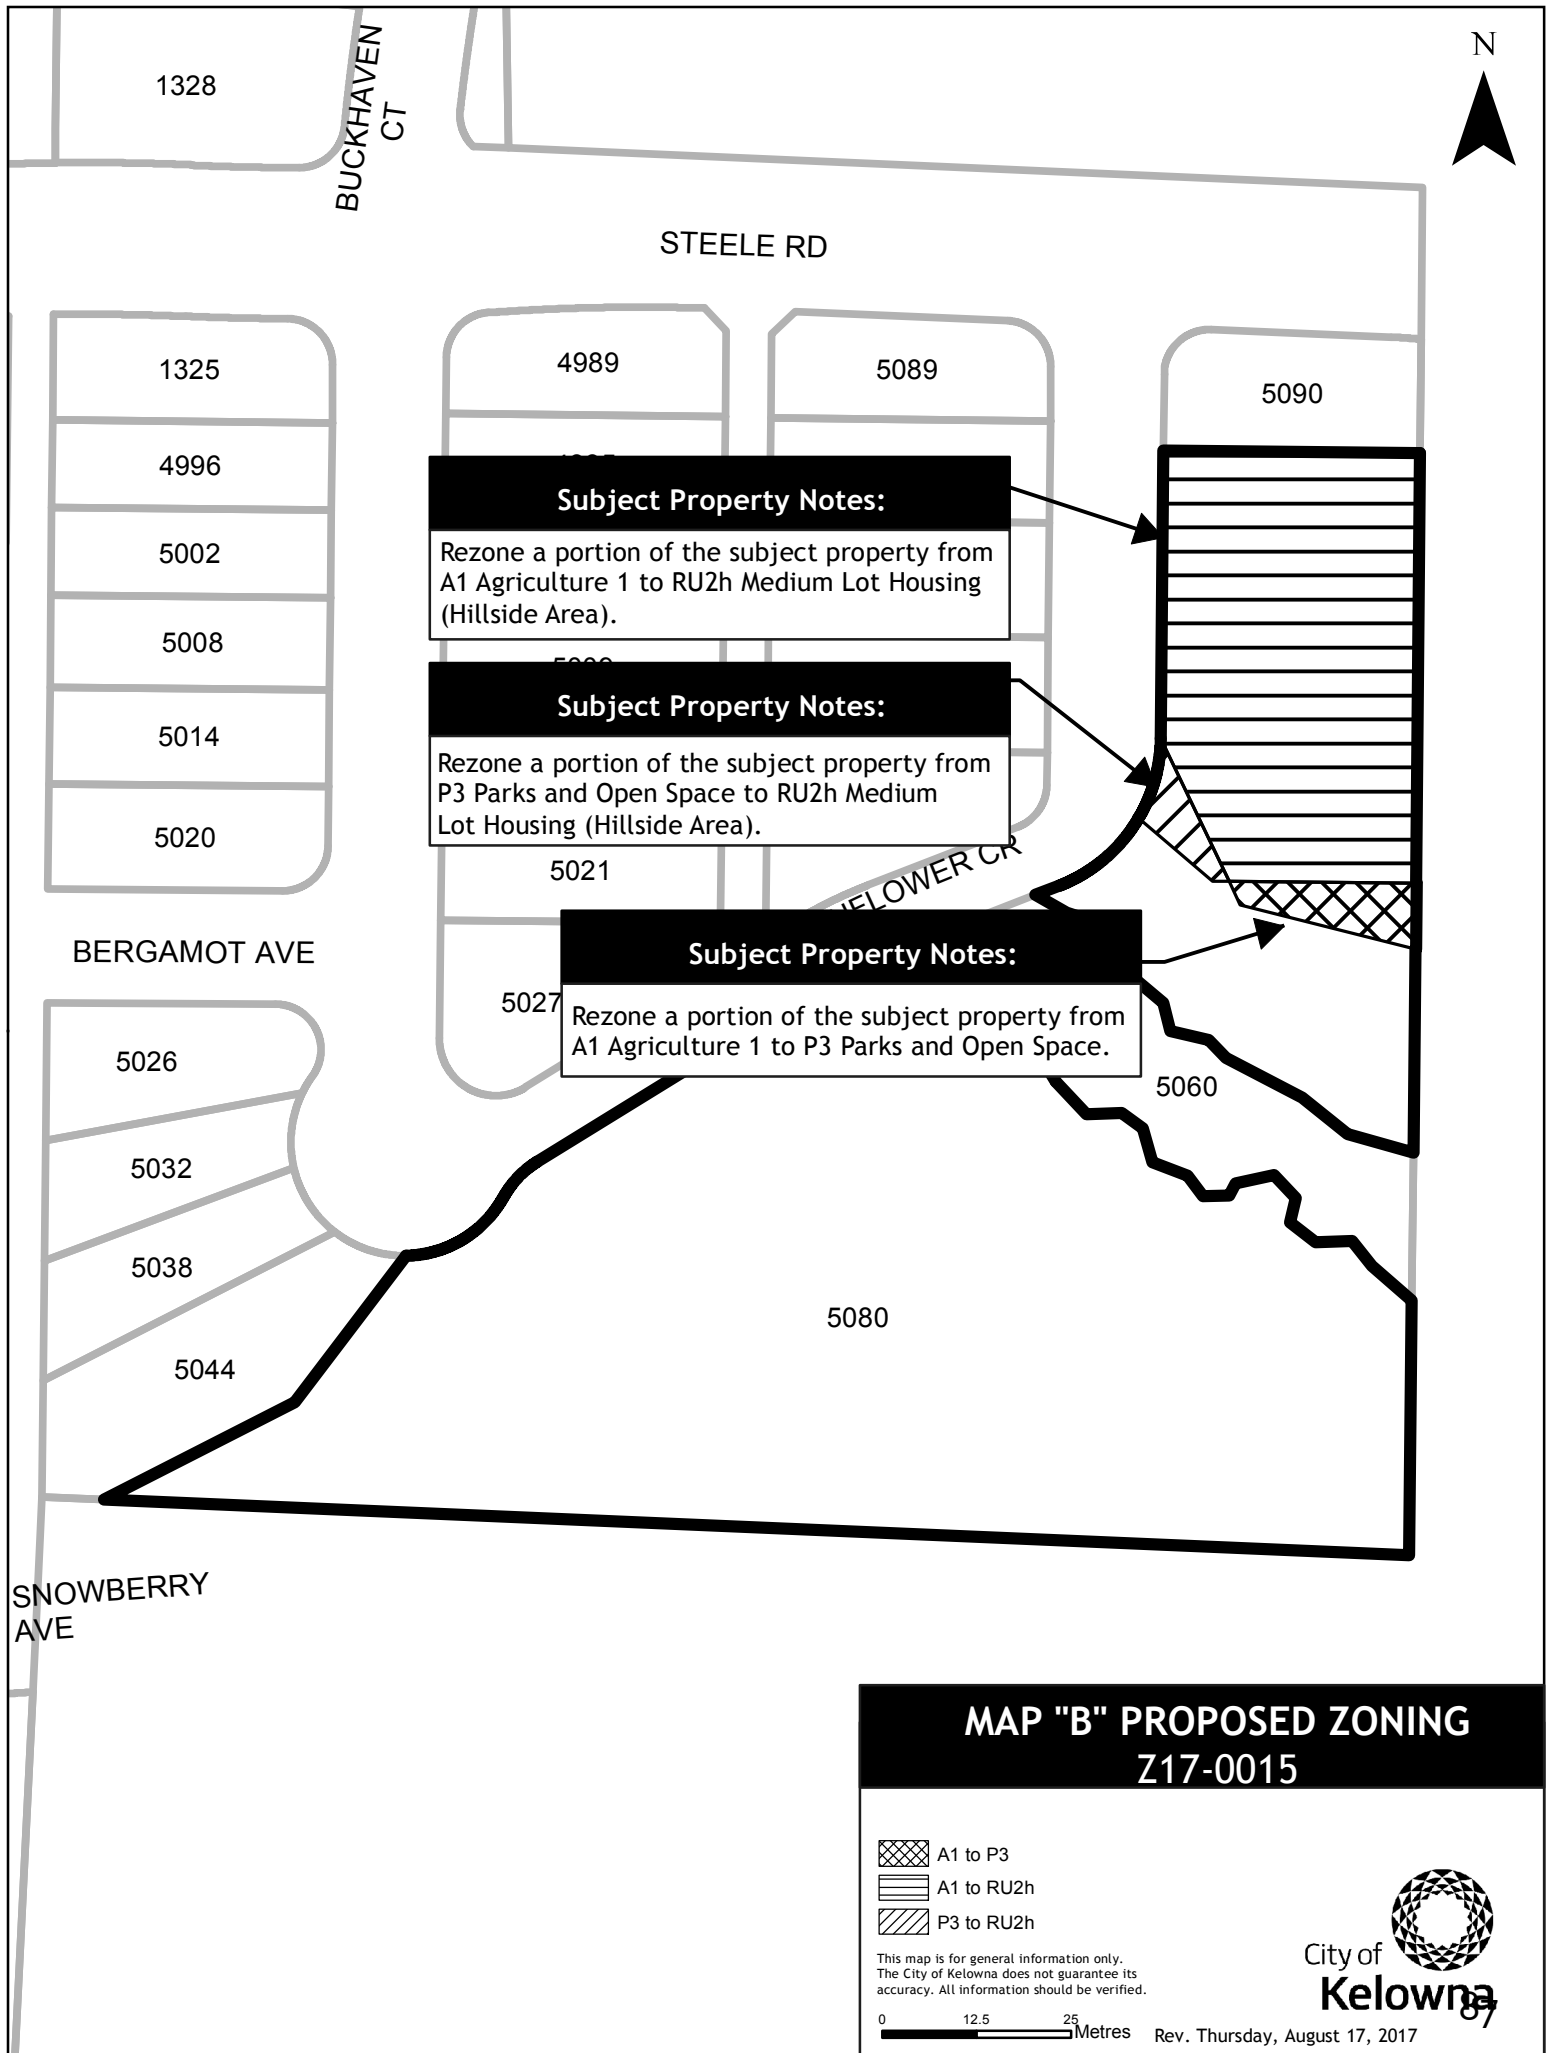 N
1328
BUCKHAVEN
CT
STEELE RD
1325
4989
5089
5090
4996
5002
5008
5014
5020
Subject Property Notes:
Rezone a portion of the subject property from
A1 Agriculture 1 to RU2h Medium Lot Housing
(Hillside Area).
Subject Property Notes:
Rezone a portion of the subject property from
P3 Parks and Open Space to RU2h Medium
Lot Housing (Hillside Area).
5021
CR
BERGAMOT AVE
5027
Subject Property Notes:
Rezone a portion of the subject property from
A1 Agriculture 1 to P3 Parks and Open Space.
5026
5060
5032
5038
5080
5044
SNOWBERRY
AVE
MAP "B" PROPOSED ZONING
Z17-0015
A1 to P3
A1 to RU2h
P3 to RU2h
This map is for general information only.
The City of Kelowna does not guarantee its
accuracy. All information should be verified.
0 12.5 25
Metres
City of
Kelowna
87
Rev. Thursday, August 17, 2017